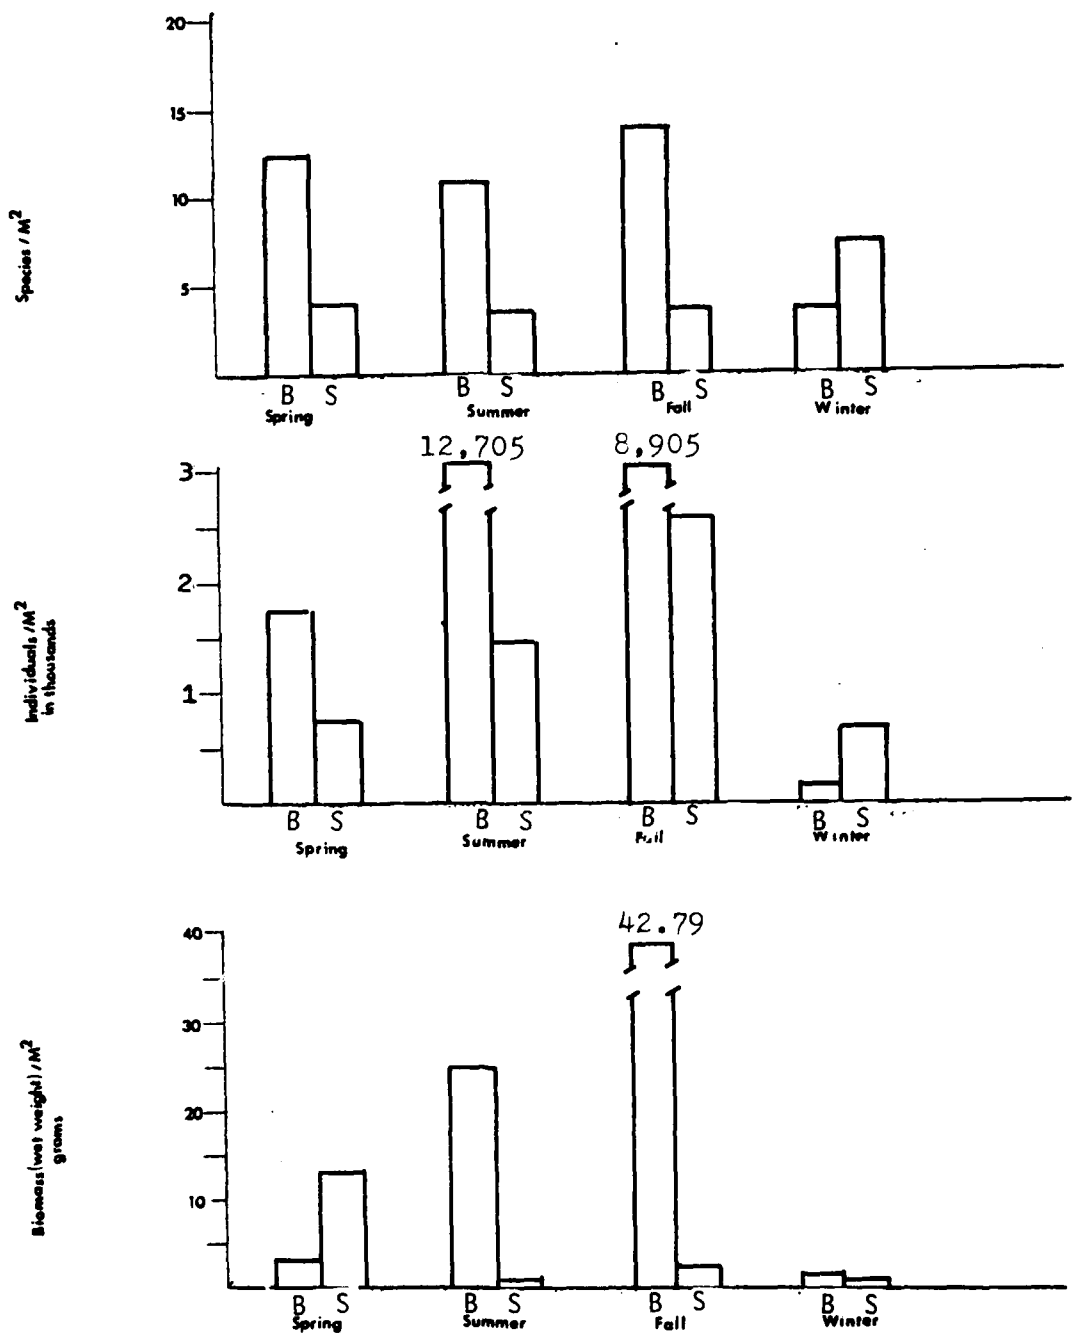 20
15
10
5
Species/M²
B S B S B S B S
Spring Summer Fall Winter
12,705 8,905
3
2
1
Individuals/M²
in thousands
B S B S B S B S
Spring Summer Fall Winter
42.79
40
30
20
10
Biomass(wet weight)/M²
grams
B S B S B S B S
Spring Summer Fall Winter